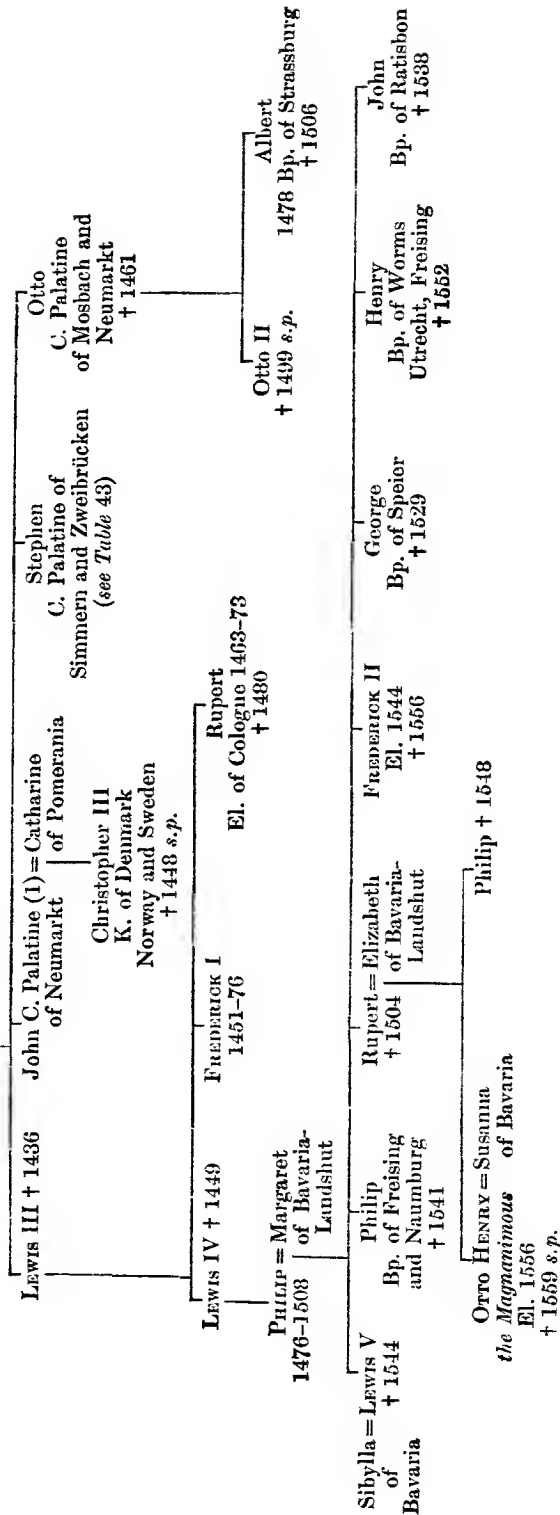 LEWIS III † 1436
John C. Palatine (1) = Catharine
of Neumarkt
of Pomerania
Stephen
C. Palatine of
Simmern and Zweibrücken
(see Table 43)
Otto
C. Palatine
of Mosbach and
Neumarkt
† 1461
Christopher III
K. of Denmark
Norway and Sweden
† 1448 s.p.
Otto II
† 1499 s.p.
Albert
1478 Bp. of Strassburg
† 1506
LEWIS IV † 1449
FREDERICK I
1451-76
Rupert
El. of Cologne 1463-73
† 1480
PHILIP = Margaret
1476-1508
of Bavaria-
Landshut
Sibylla = LEWIS V
of
Bavaria
† 1544
Philip
Bp. of Freising
and Naumburg
† 1541
Rupert = Elizabeth
† 1504
of Bavaria-
Landshut
FREDERICK II
El. 1544
† 1556
George
Bp. of Speier
† 1529
Henry
Bp. of Worms
Utrecht, Freising
† 1552
John
Bp. of Ratisbon
† 1538
OTTO HENRY = Susanna
the Magnanimous of Bavaria
El. 1556
† 1559 s.p.
Philip † 1548